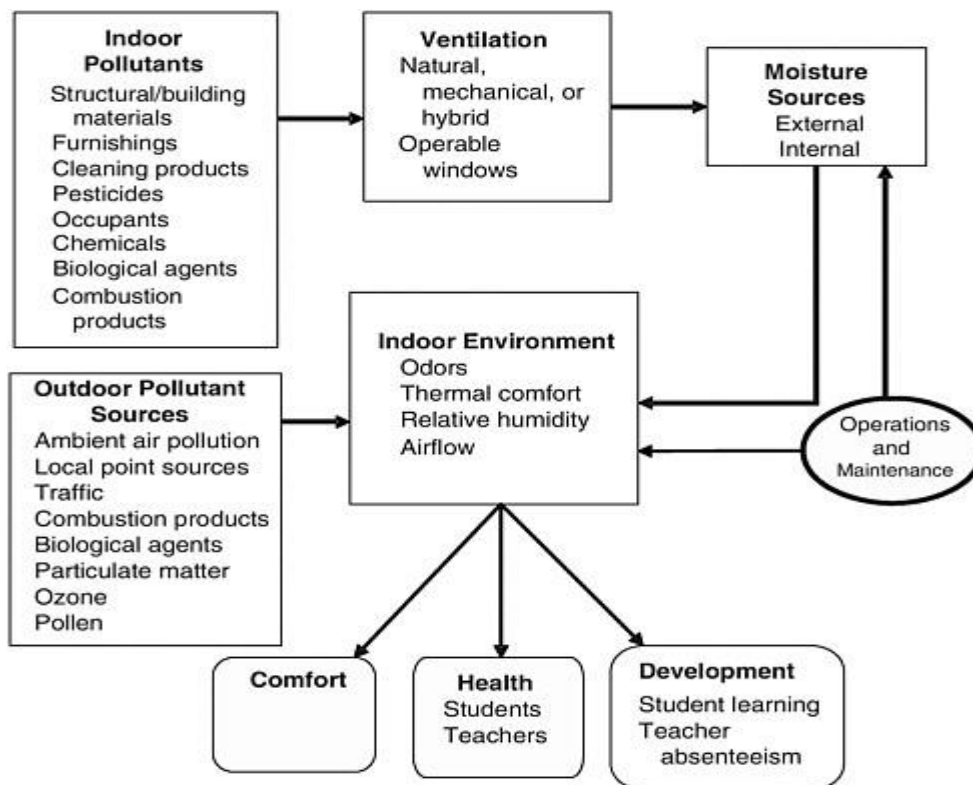 Indoor
Pollutants
Structural/building
materials
Furnishings
Cleaning products
Pesticides
Occupants
Chemicals
Biological agents
Combustion
products
Ventilation
Natural,
mechanical, or
hybrid
Operable
windows
Moisture
Sources
External
Internal
Outdoor Pollutant
Sources
Ambient air pollution
Local point sources
Traffic
Combustion products
Biological agents
Particulate matter
Ozone
Pollen
Indoor Environment
Odors
Thermal comfort
Relative humidity
Airflow
Operations
and
Maintenance
Comfort
Health
Students
Teachers
Development
Student learning
Teacher
absenteeism